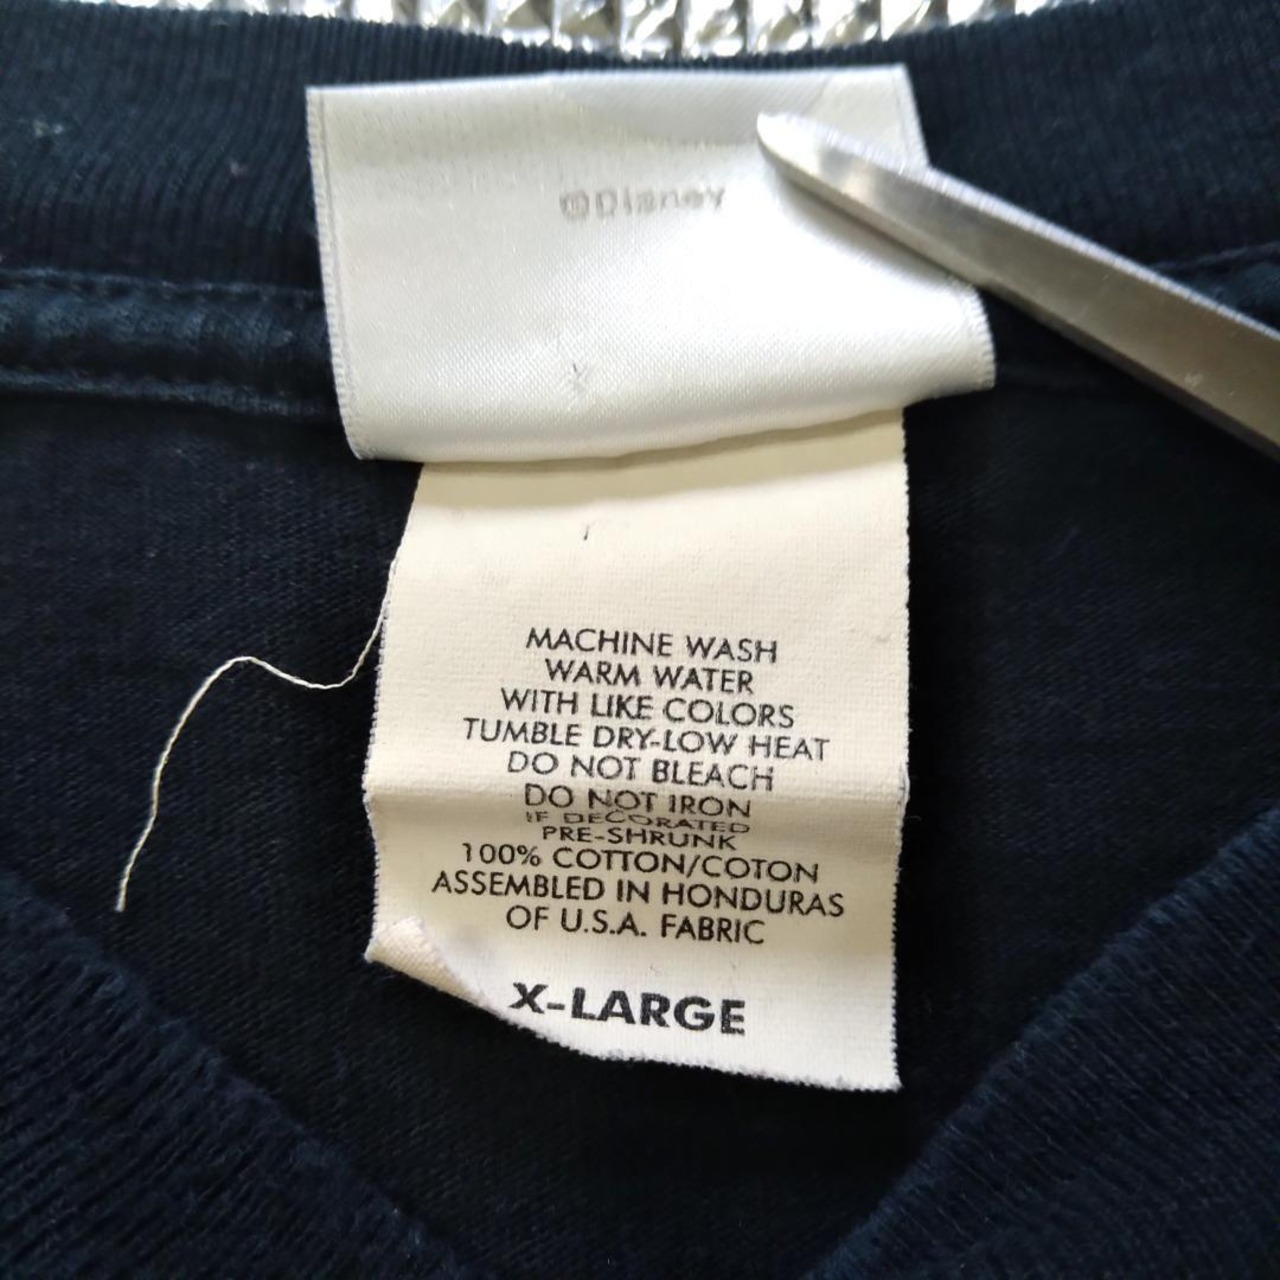 ©Disney
MACHINE WASH
WARM WATER
WITH LIKE COLORS
TUMBLE DRY-LOW HEAT
DO NOT BLEACH
DO NOT IRON
IF DECORATED
PRE-SHRUNK
100% COTTON/COTON
ASSEMBLED IN HONDURAS
OF U.S.A. FABRIC
X-LARGE